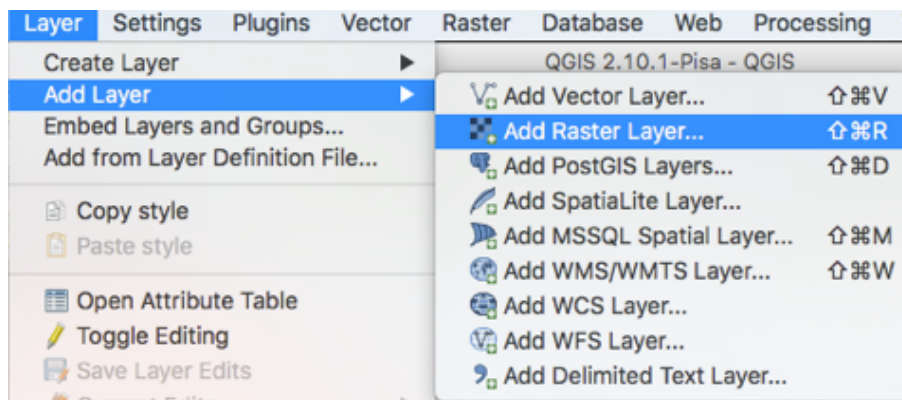 Layer Settings Plugins Vector Raster Database Web Processing
QGIS 2.10.1-Pisa - QGIS
Create Layer
Add Layer
Embed Layers and Groups...
Add from Layer Definition File...
Copy style
Paste style
Open Attribute Table
Toggle Editing
Save Layer Edits
Add Vector Layer... ⇧⌘V
Add Raster Layer... ⇧⌘R
Add PostGIS Layers... ⇧⌘D
Add SpatiaLite Layer...
Add MSSQL Spatial Layer... ⇧⌘M
Add WMS/WMTS Layer... ⇧⌘W
Add WCS Layer...
Add WFS Layer...
Add Delimited Text Layer...